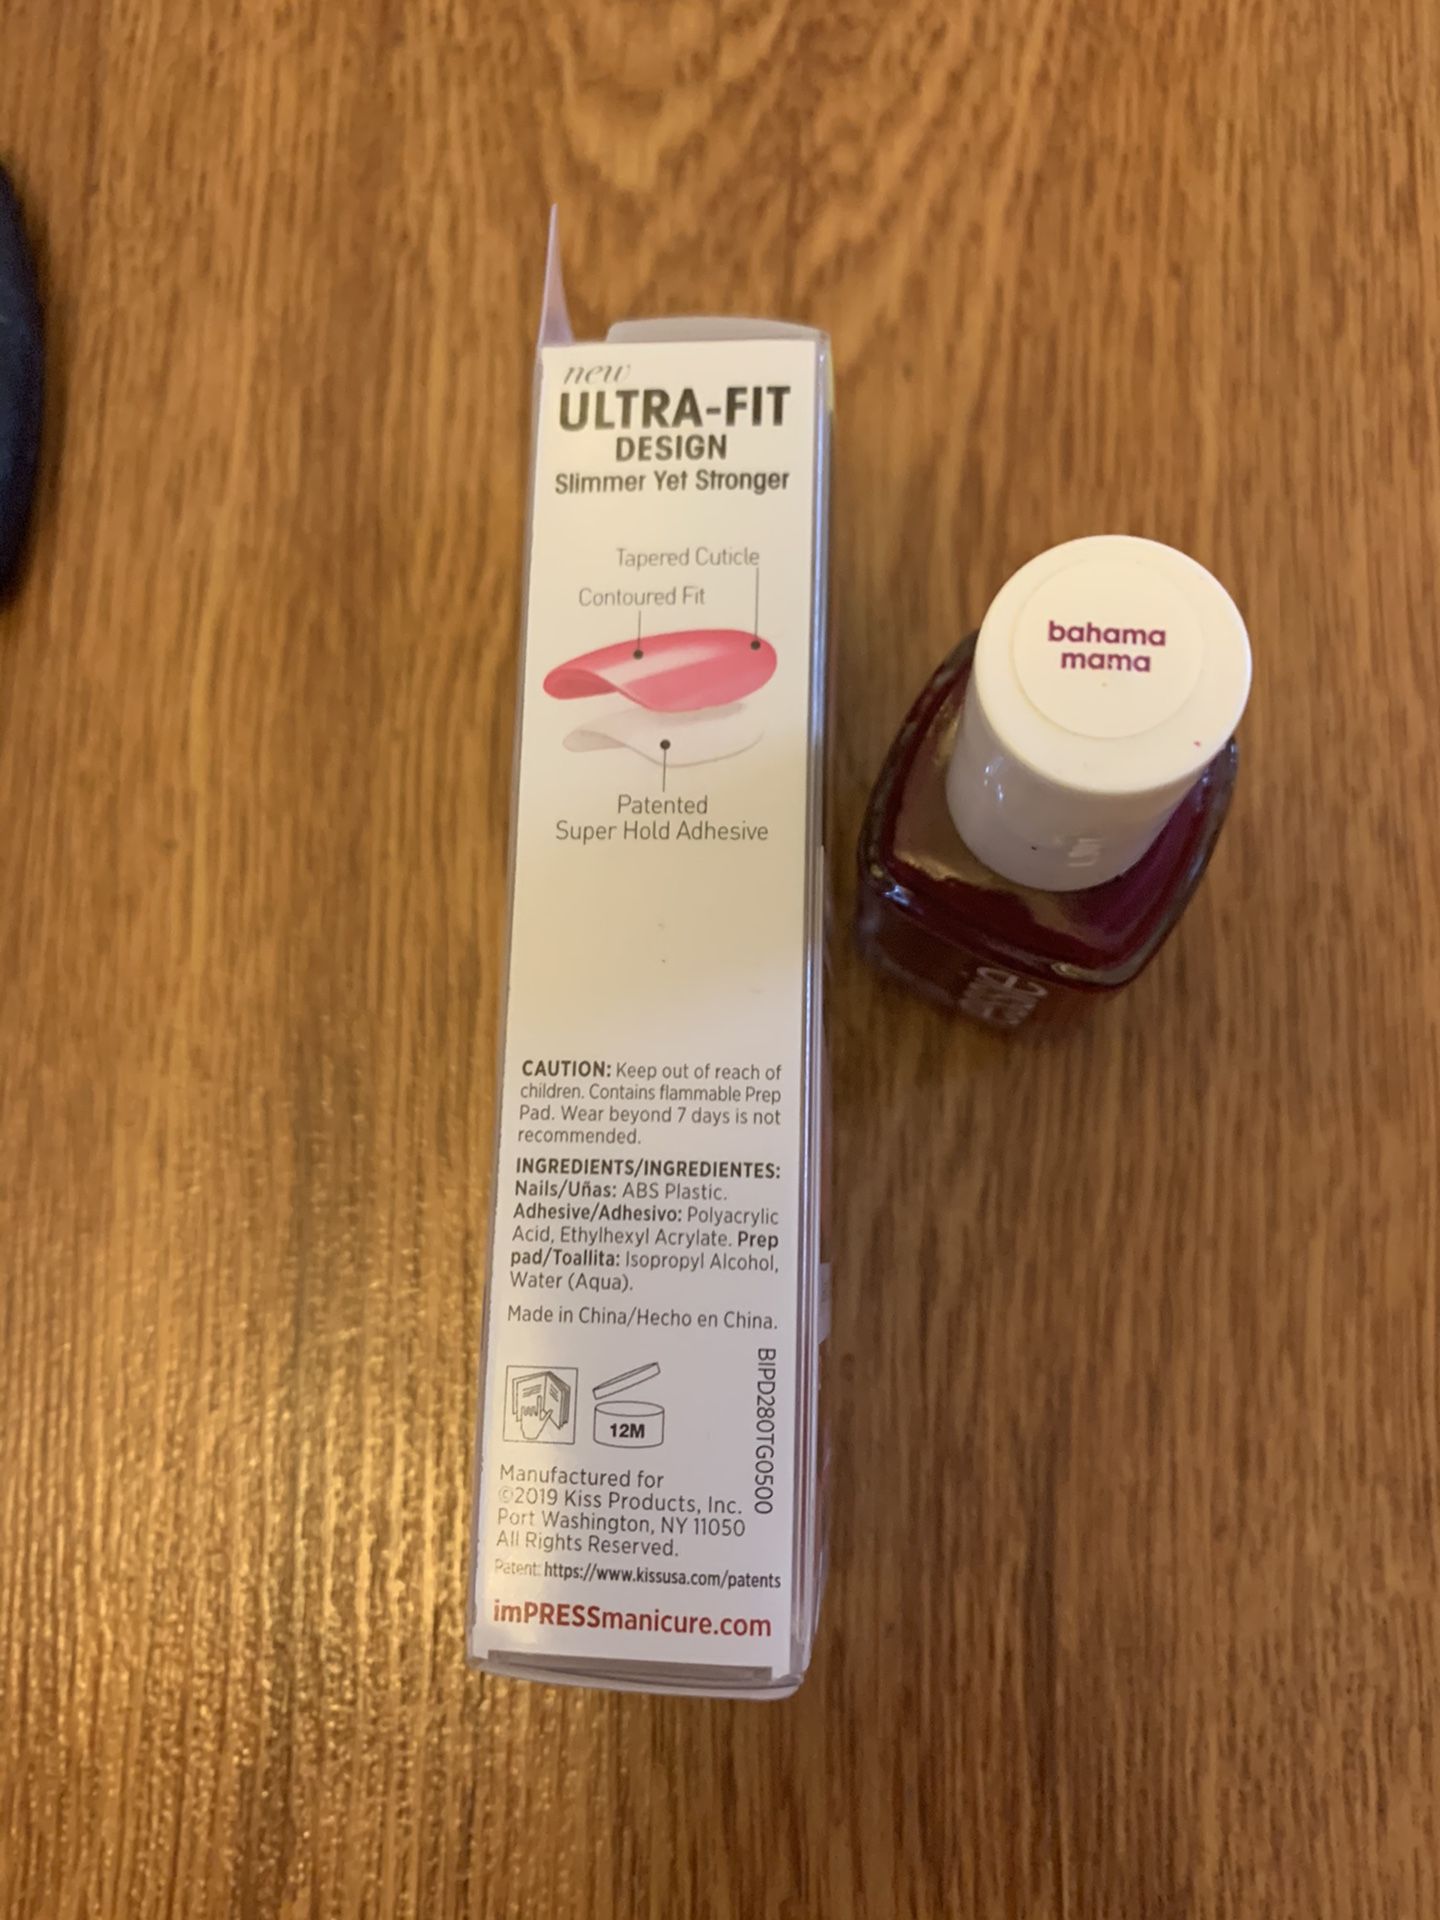 new
ULTRA-FIT
DESIGN
Slimmer Yet Stronger
Tapered Cuticle
Contoured Fit
Patented
Super Hold Adhesive
CAUTION: Keep out of reach of
children. Contains flammable Prep
Pad. Wear beyond 7 days is not
recommended.
INGREDIENTS/INGREDIENTES:
Nails/Uñas: ABS Plastic.
Adhesive/Adhesivo: Polyacrylic
Acid, Ethylhexyl Acrylate. Prep
pad/Toallita: Isopropyl Alcohol,
Water (Aqua).
Made in China/Hecho en China.
12M
BIPD280TG0500
Manufactured for
©2019 Kiss Products, Inc.
Port Washington, NY 11050
All Rights Reserved.
Patent: https://www.kissusa.com/patents
imPRESSmanicure.com
bahama
mama